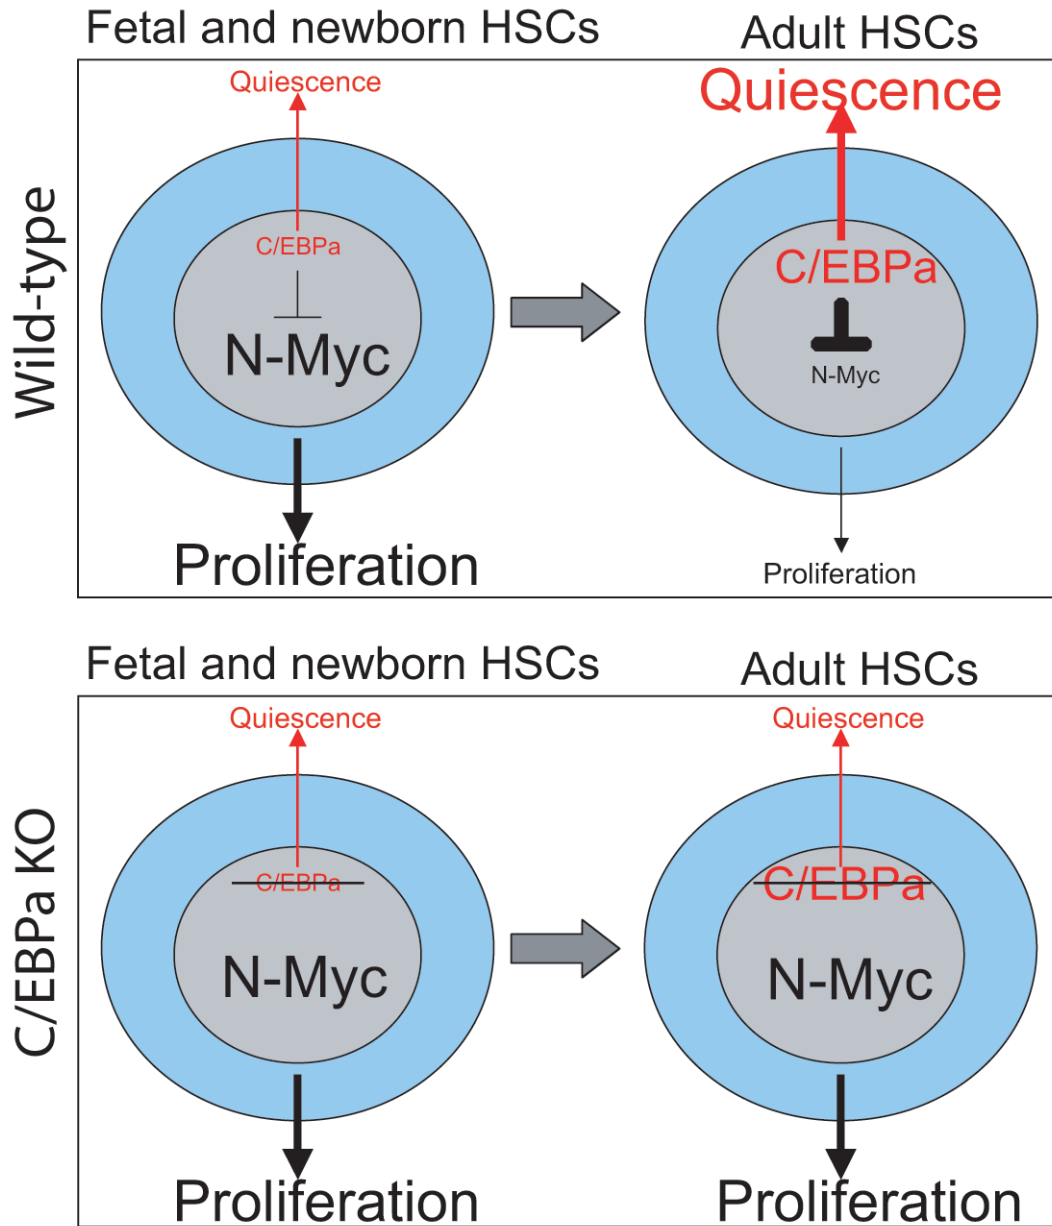 Fetal and newborn HSCs
Adult HSCs
Wild-type
Quiescence
C/EBPa
N-Myc
Proliferation
Quiescence
C/EBPa
N-Myc
Proliferation
Fetal and newborn HSCs
Adult HSCs
C/EBPa KO
Quiescence
C/EBPa
N-Myc
Proliferation
Quiescence
C/EBPa
N-Myc
Proliferation